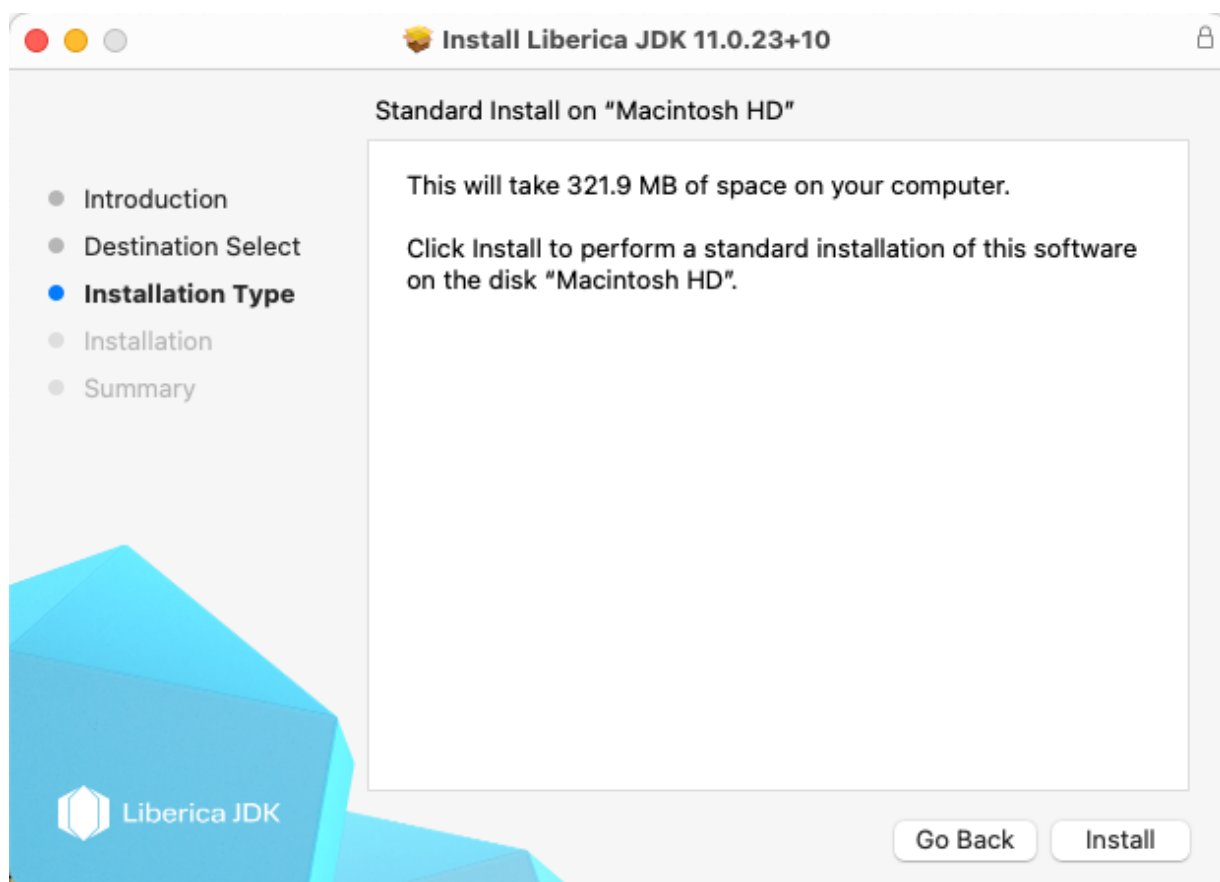 Install Liberica JDK 11.0.23+10
Standard Install on “Macintosh HD”
Introduction
Destination Select
Installation Type
Installation
Summary
This will take 321.9 MB of space on your computer.
Click Install to perform a standard installation of this software
on the disk “Macintosh HD”.
Liberica JDK
Go Back
Install